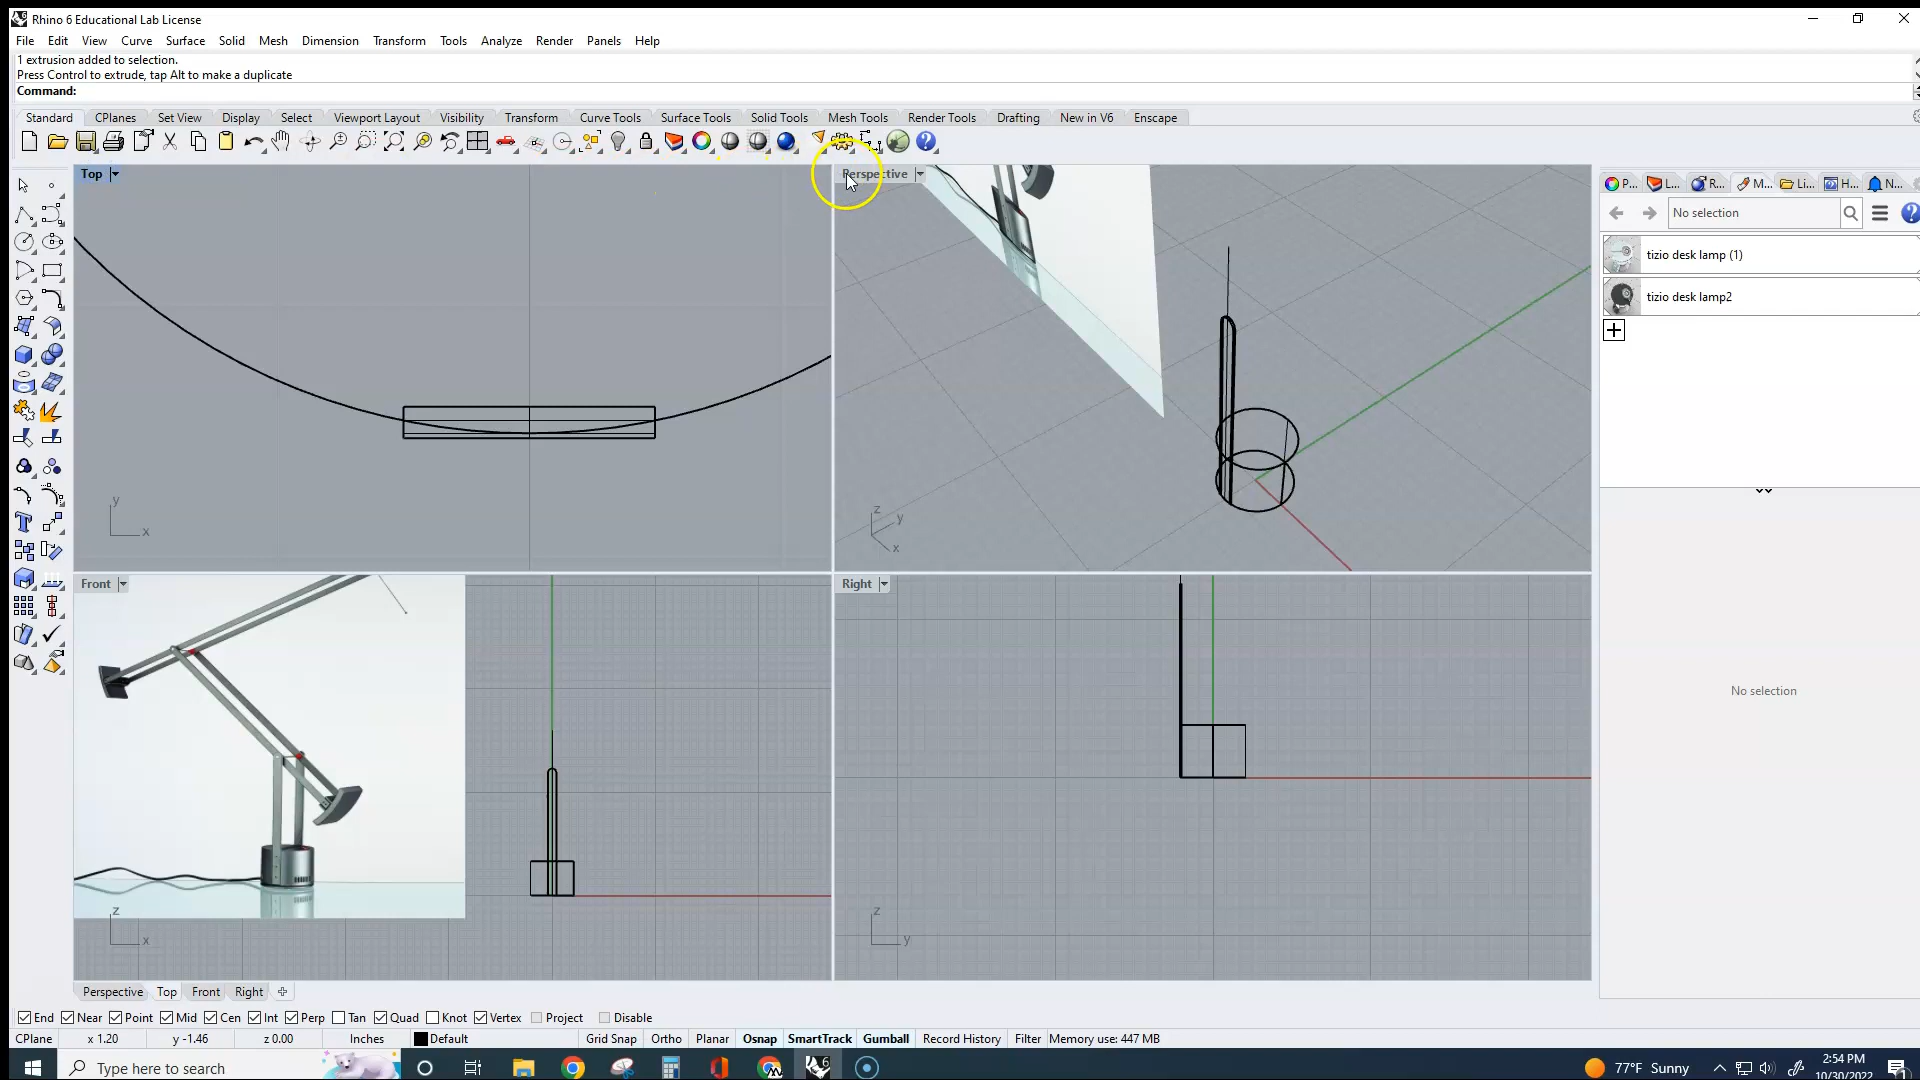 Rhino 6 Educational Lab License
File Edit View Curve Surface Solid Mesh Dimension Transform Tools Analyze Render Panels Help
1 extrusion added to selection.
Press Control to extrude, tap Alt to make a duplicate
Command:
Standard CPlanes Set View Display Select Viewport Layout Visibility Transform Curve Tools Surface Tools Solid Tools Mesh Tools Render Tools Drafting New in V6 Enscape
Top
Perspective
P... L... R... M... Li... H... N...
No selection
tizio desk lamp (1)
tizio desk lamp2
y
x
z
y
x
Front
Right
No selection
z
x
z
y
Perspective Top Front Right
End Near Point Mid Cen Int Perp Tan Quad Knot Vertex Project Disable
CPlane x 1.20 y -1.46 z 0.00 Inches Default Grid Snap Ortho Planar Osnap SmartTrack Gumball Record History Filter Memory use: 447 MB
Type here to search
77°F Sunny
2:54 PM
10/30/2022